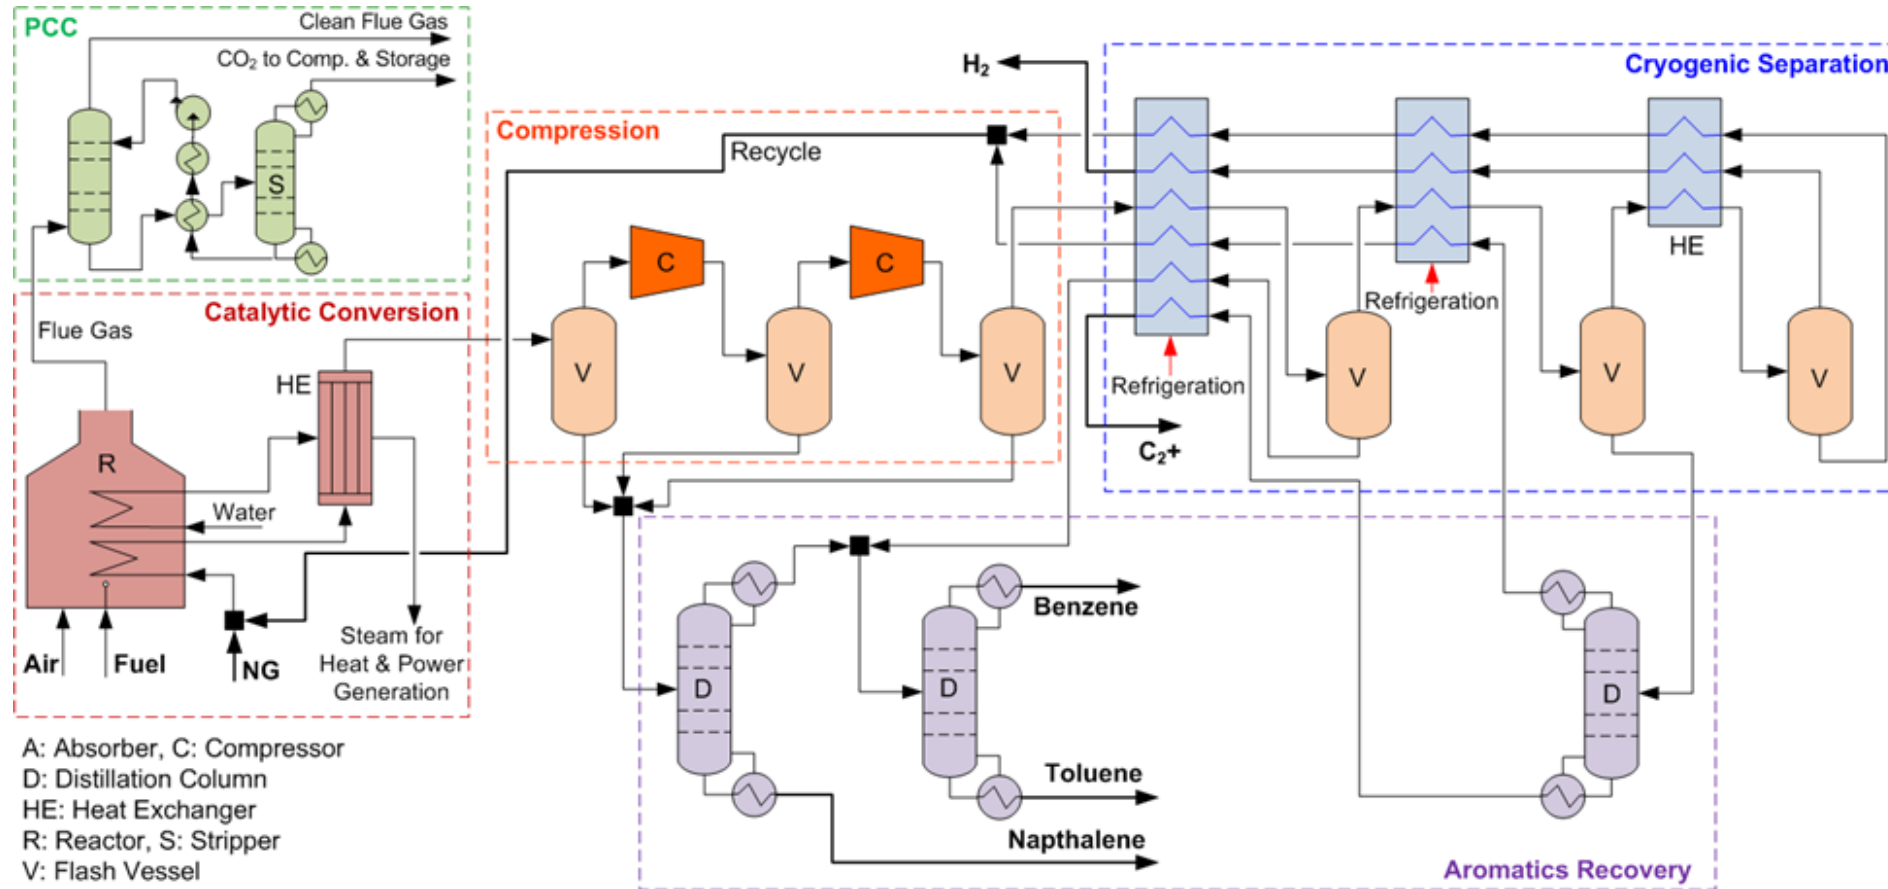 PCC
Clean Flue Gas
CO₂ to Comp. & Storage
S
Cryogenic Separation
H₂
Compression
Recycle
C
C
HE
Refrigeration
Refrigeration
V
V
V
V
V
V
C₂+
Catalytic Conversion
Flue Gas
HE
R
Water
Air
Fuel
NG
Steam for
Heat & Power
Generation
Benzene
D
D
D
Toluene
Napthalene
Aromatics Recovery
A: Absorber, C: Compressor
D: Distillation Column
HE: Heat Exchanger
R: Reactor, S: Stripper
V: Flash Vessel